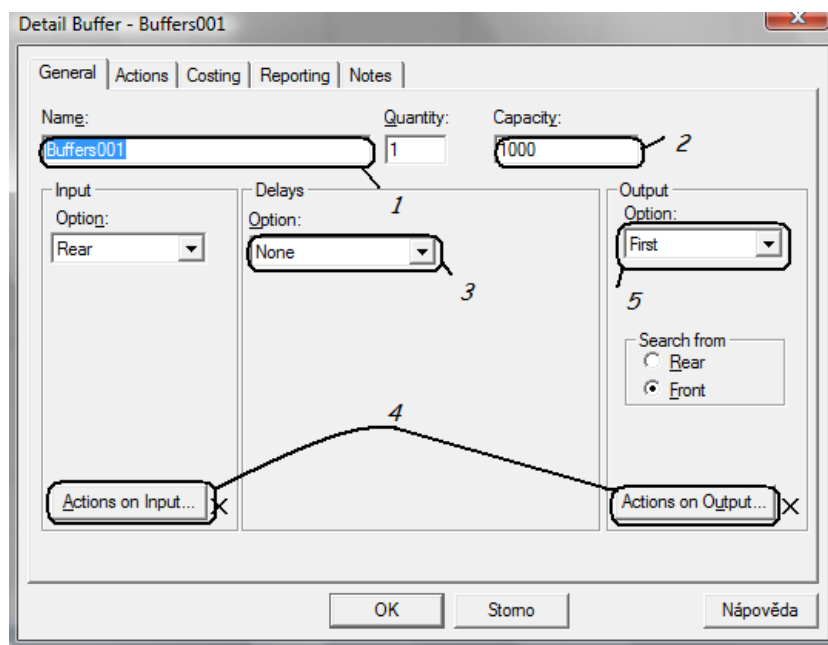 Detail Buffer - Buffers001
X
General Actions Costing Reporting Notes
Name: Quantity: Capacity:
Buffers001 1 1000 2
1
Input Delays Output
Option: Option: Option:
Rear None First
3 5
Search from
Rear
Front
4
Actions on Input... X Actions on Output... X
OK Storno Nápověda